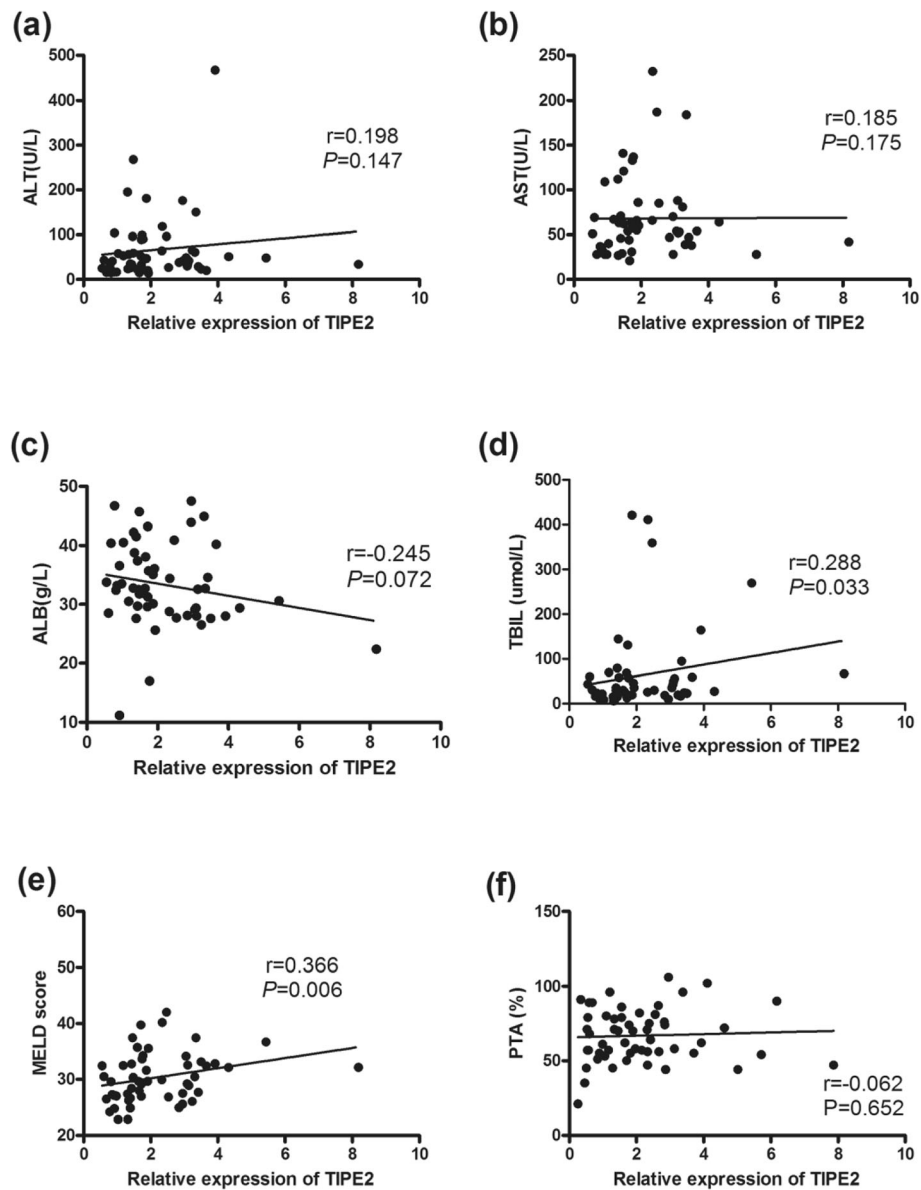 (a)
ALT(U/L)
500
400
300
200
100
0
r=0.198
P=0.147
0 2 4 6 8 10
Relative expression of TIPE2
(b)
AST(U/L)
250
200
150
100
50
0
r=0.185
P=0.175
0 2 4 6 8 10
Relative expression of TIPE2
(c)
ALB(g/L)
50
40
30
20
10
r=-0.245
P=0.072
0 2 4 6 8 10
Relative expression of TIPE2
(d)
TBIL (umol/L)
500
400
300
200
100
0
r=0.288
P=0.033
0 2 4 6 8 10
Relative expression of TIPE2
(e)
MELD score
60
50
40
30
20
r=0.366
P=0.006
0 2 4 6 8 10
Relative expression of TIPE2
(f)
PTA (%)
150
100
50
0
r=-0.062
P=0.652
0 2 4 6 8 10
Relative expression of TIPE2